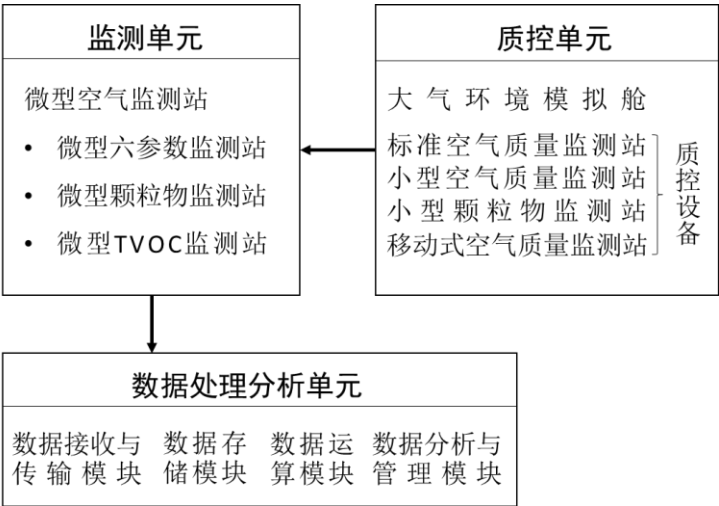 监测单元
微型空气监测站
• 微型六参数监测站
• 微型颗粒物监测站
• 微型TVOC监测站
质控单元
大气环境模拟舱
标准空气质量监测站
小型空气质量监测站
小型颗粒物监测站
移动式空气质量监测站
质控设备
数据处理分析单元
数据接收与
传输模块
数据存
储模块
数据运
算模块
数据分析与
管理模块